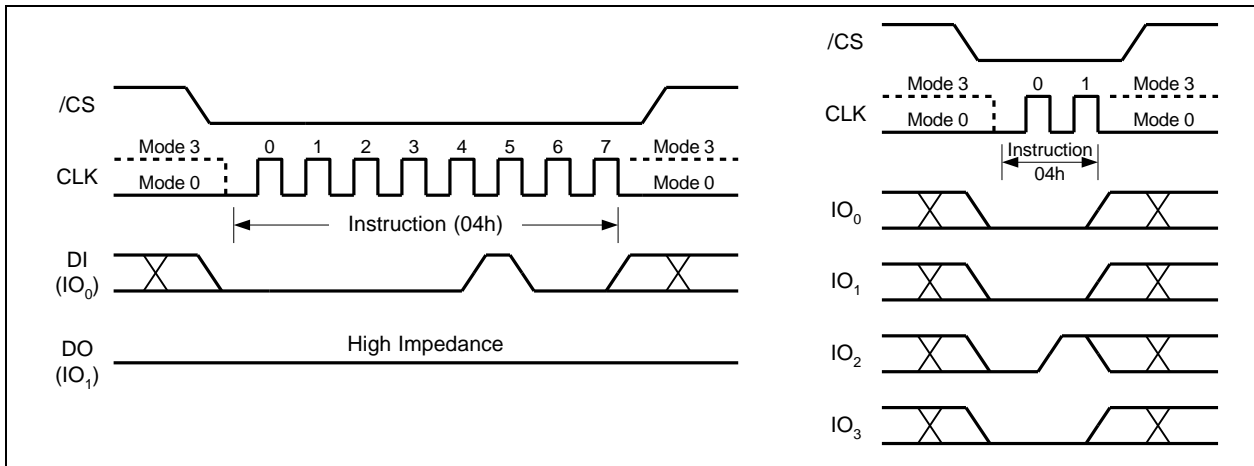 /CS
Mode 3
Mode 0
CLK
0 1 2 3 4 5 6 7
Mode 3
Mode 0
Instruction (04h)
DI
(IO₀)
DO
(IO₁)
High Impedance
/CS
Mode 3
Mode 0
CLK
0 1
Mode 3
Mode 0
Instruction
04h
IO₀
IO₁
IO₂
IO₃